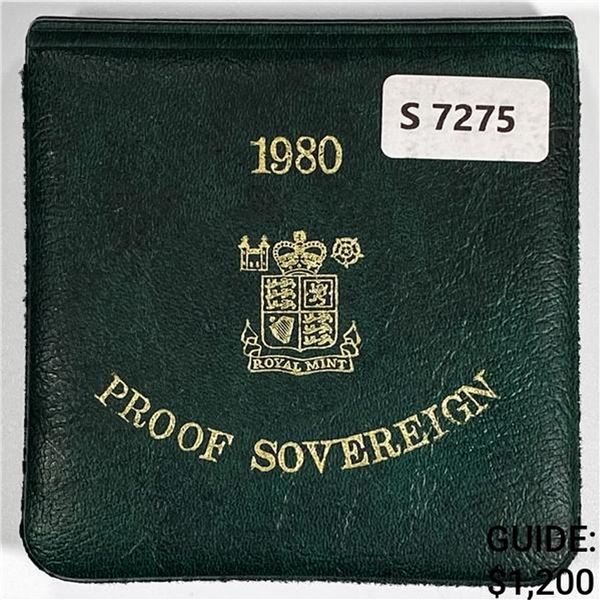 S 7275
1980
ROYAL MINT
PROOF SOVEREIGN
GUIDE:
$1,200